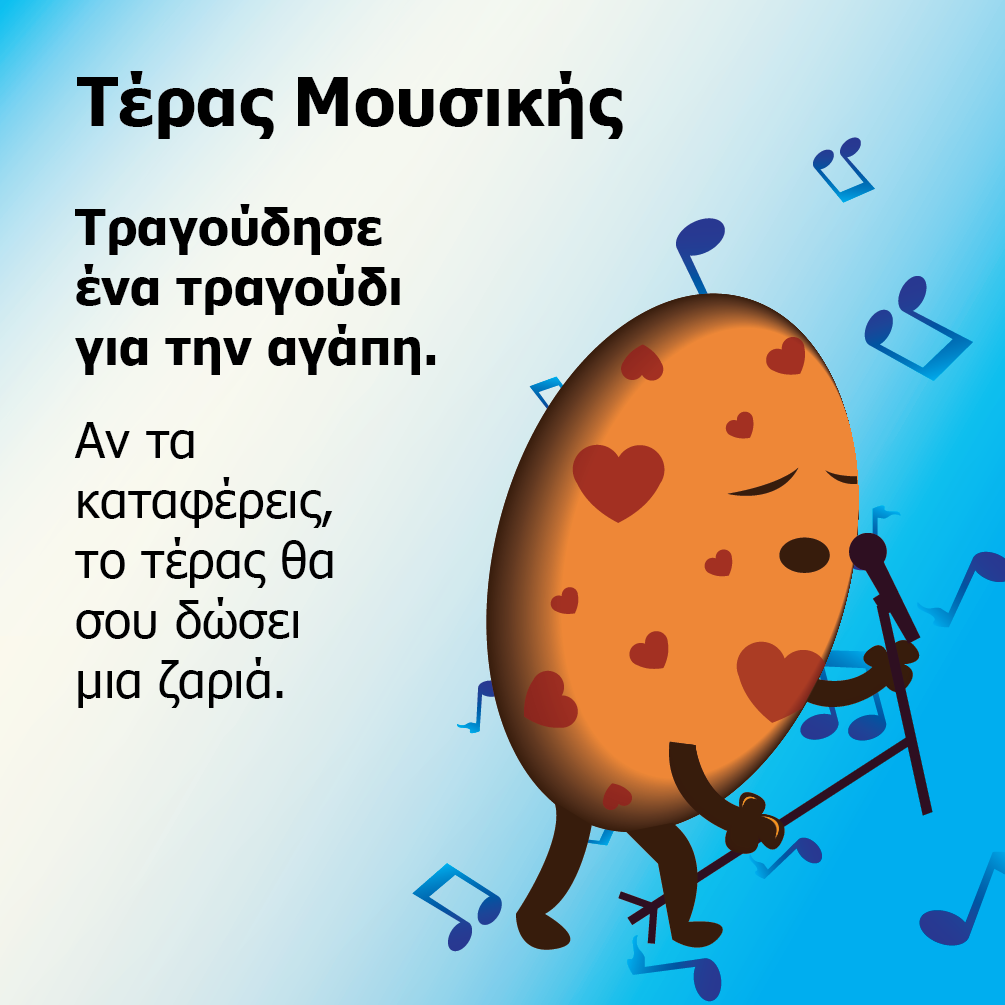 Τέρας Μουσικής
Τραγούδησε
ένα τραγούδι
για την αγάπη.
Αν τα
καταφέρεις,
το τέρας θα
σου δώσει
μια ζαριά.